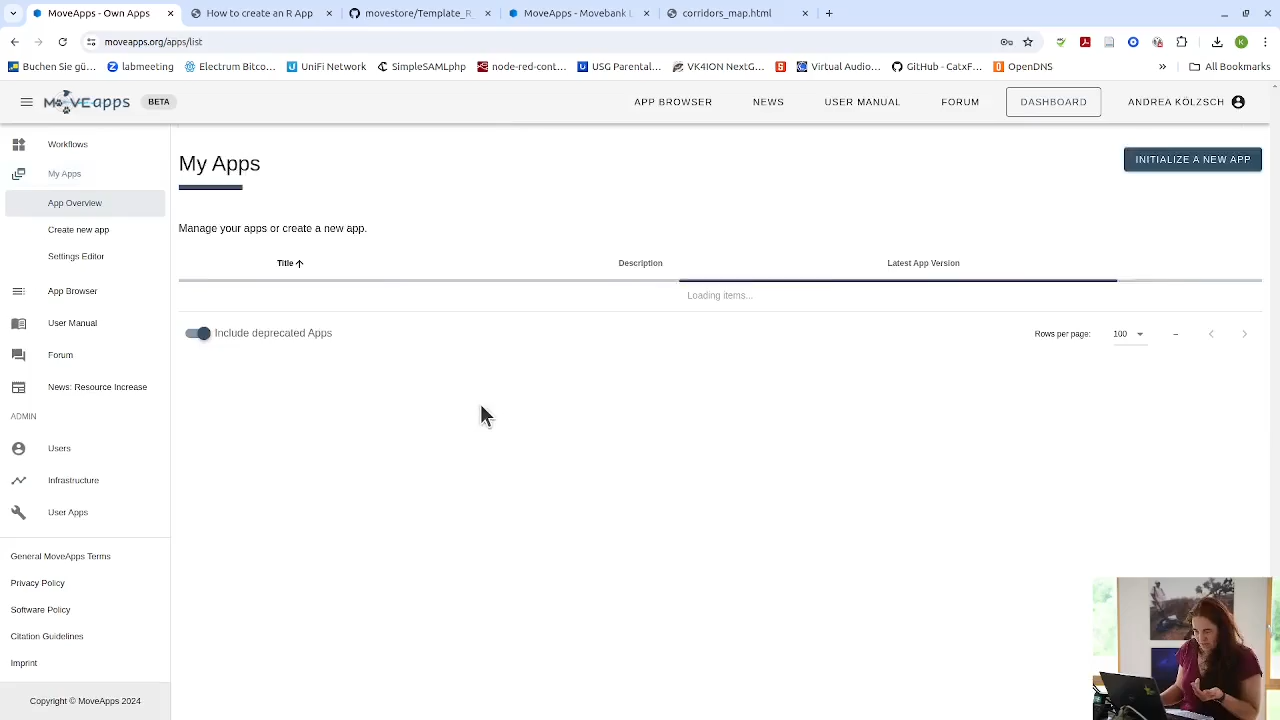 MoveApps - Own Apps
How to create an R App
movestore/Template_
MoveApps - Movebank L
corridor_map.html
moveapps.org/apps/list
Buchen Sie gü...
labmeeting
Electrum Bitco...
UniFi Network
SimpleSAMLphp
node-red-cont...
USG Parental...
VK4ION NextG...
Virtual Audio...
GitHub - CatxF...
OpenDNS
All Bookmarks
MOVEapps
BETA
APP BROWSER
NEWS
USER MANUAL
FORUM
DASHBOARD
ANDREA KÖLZSCH
Workflows
My Apps
App Overview
Create new app
Settings Editor
App Browser
User Manual
Forum
News: Resource Increase
ADMIN
Users
Infrastructure
User Apps
General MoveApps Terms
Privacy Policy
Software Policy
Citation Guidelines
Imprint
Copyright © MoveApps 2024
My Apps
INITIALIZE A NEW APP
Manage your apps or create a new app.
Title Description Latest App Version
Loading items...
Include deprecated Apps
Rows per page: 100 –